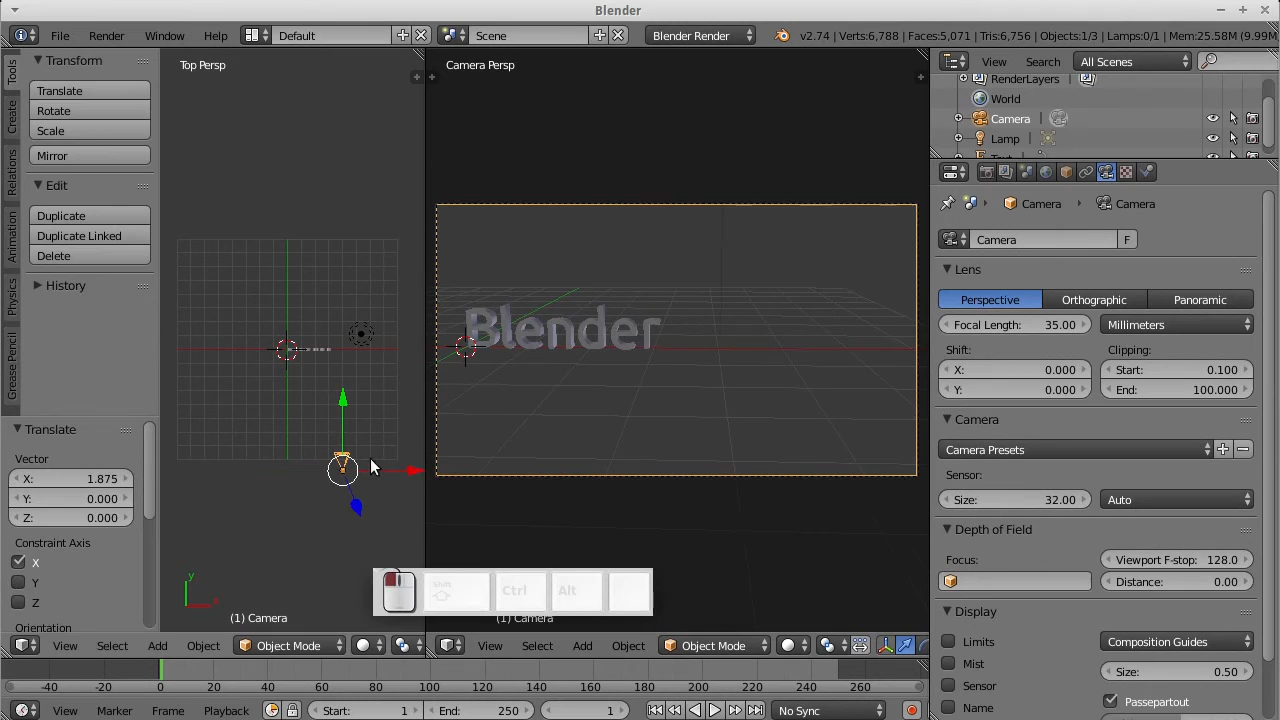 Blender
File Render Window Help Default Scene Blender Render v2.74 | Verts:6,788 | Faces:5,071 | Tris:6,756 | Objects:1/3 | Lamps:0/1 | Mem:25.58M (9.99M
Tools
Create
Relations
Animation
Physics
Grease Pencil
Transform
Translate
Rotate
Scale
Mirror
Edit
Duplicate
Duplicate Linked
Delete
History
Translate
Vector
X: 1.875
Y: 0.000
Z: 0.000
Constraint Axis
X
Y
Z
Orientation
Top Persp
y
x
(1) Camera
View Select Add Object Object Mode
Camera Persp
Blender
Shift
Ctrl
Alt
(1) Camera
View Select Add Object Object Mode
View Search All Scenes
RenderLayers
World
Camera
Lamp
Camera Camera
Camera F
Lens
Perspective Orthographic Panoramic
Focal Length: 35.00 Millimeters
Shift: Clipping:
X: 0.000 Start: 0.100
Y: 0.000 End: 100.000
Camera
Camera Presets
Sensor:
Size: 32.00 Auto
Depth of Field
Focus: Viewport F-stop: 128.0
Distance: 0.00
Display
Limits Composition Guides
Mist Size: 0.50
Sensor
Passepartout
Name
-40 -20 0 20 40 60 80 100 120 140 160 180 200 220 240 260
View Marker Frame Playback Start: 1 End: 250 1 No Sync